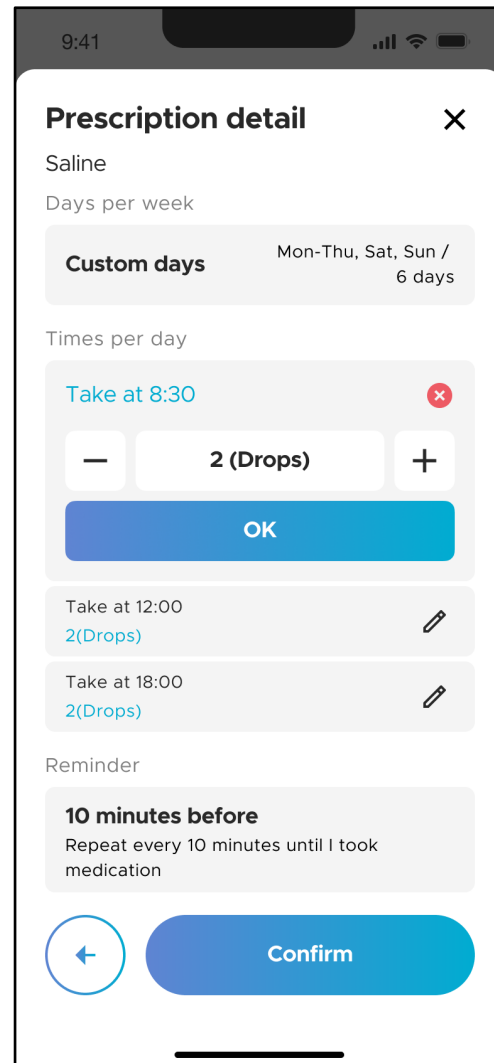 9:41
Prescription detail
Saline
Days per week
Custom days
Mon-Thu, Sat, Sun /
6 days
Times per day
Take at 8:30
2 (Drops)
OK
Take at 12:00
2(Drops)
Take at 18:00
2(Drops)
Reminder
10 minutes before
Repeat every 10 minutes until I took
medication
Confirm